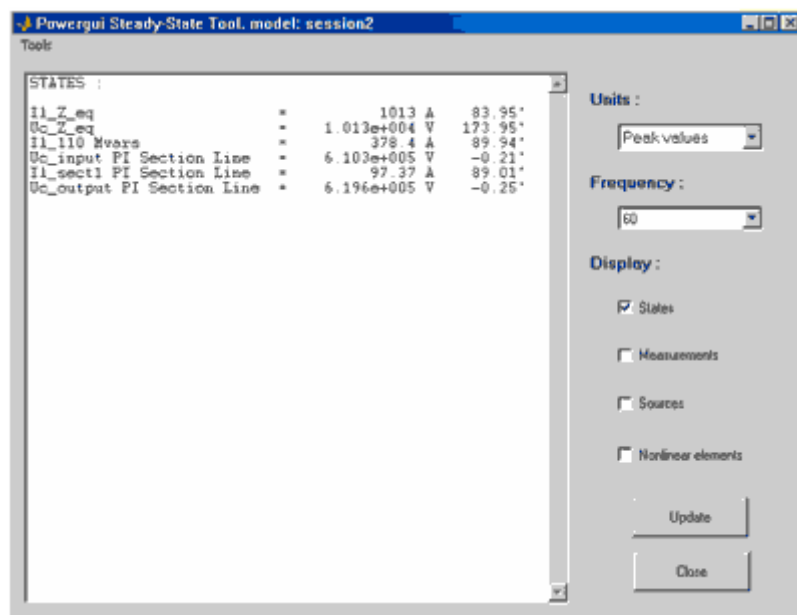 Powergui Steady-State Tool. model: session2
Tools
STATES :
Il_Z_eq = 1013 A 83.95°
Uc_Z_eq = 1.013e+004 V 173.95°
Il_110 Mvars = 378.4 A 89.94°
Uc_input PI Section Line = 6.103e+005 V -0.21°
Il_sect1 PI Section Line = 97.37 A 89.01°
Uc_output PI Section Line = 6.196e+005 V -0.25°
Units :
Peak values
Frequency :
60
Display :
States
Measurements
Sources
Nonlinear elements
Update
Close